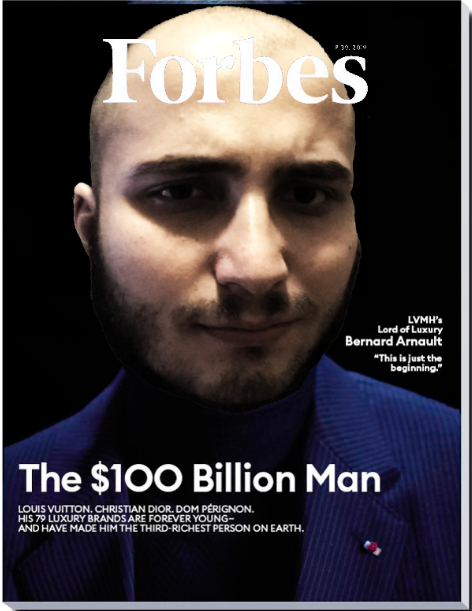 Forbes
LVMH's
Lord of Luxury
Bernard Arnault
"This is just the
beginning."
The $100 Billion Man
LOUIS VUITTON. CHRISTIAN DIOR. DOM PÉRIGNON.
HIS 79 LUXURY BRANDS ARE FOREVER YOUNG—
AND HAVE MADE HIM THE THIRD-RICHEST PERSON ON EARTH.